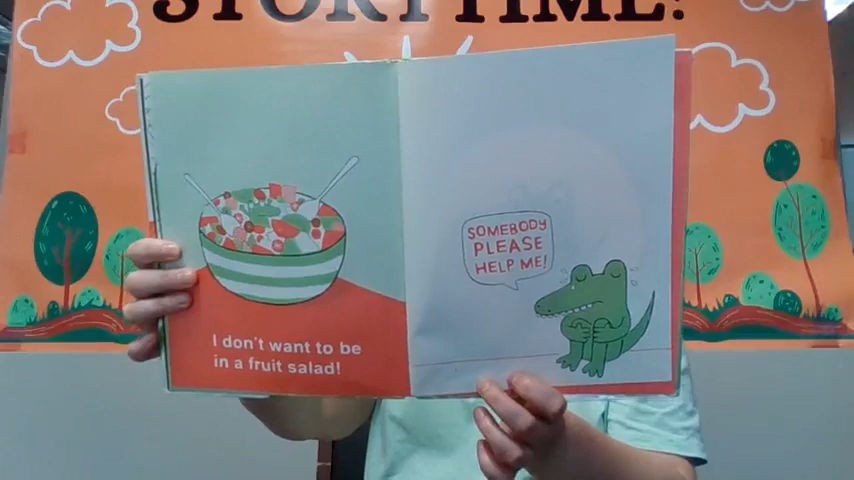 STORYTIME!
I don't want to be
in a fruit salad!
SOMEBODY
PLEASE
HELP ME!